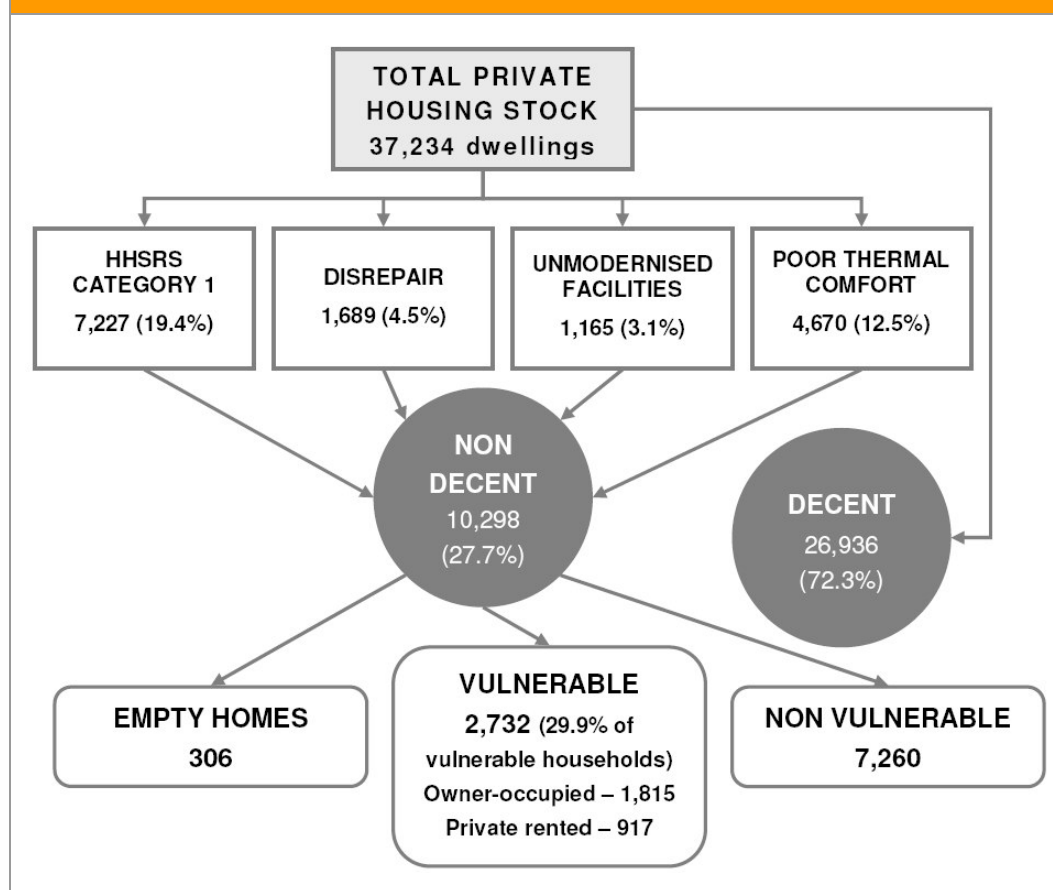 TOTAL PRIVATE
HOUSING STOCK
37,234 dwellings
HHSRS
CATEGORY 1
7,227 (19.4%)
DISREPAIR
1,689 (4.5%)
UNMODERNISED
FACILITIES
1,165 (3.1%)
POOR THERMAL
COMFORT
4,670 (12.5%)
NON
DECENT
10,298
(27.7%)
DECENT
26,936
(72.3%)
EMPTY HOMES
306
VULNERABLE
2,732 (29.9% of
vulnerable households)
Owner-occupied – 1,815
Private rented – 917
NON VULNERABLE
7,260